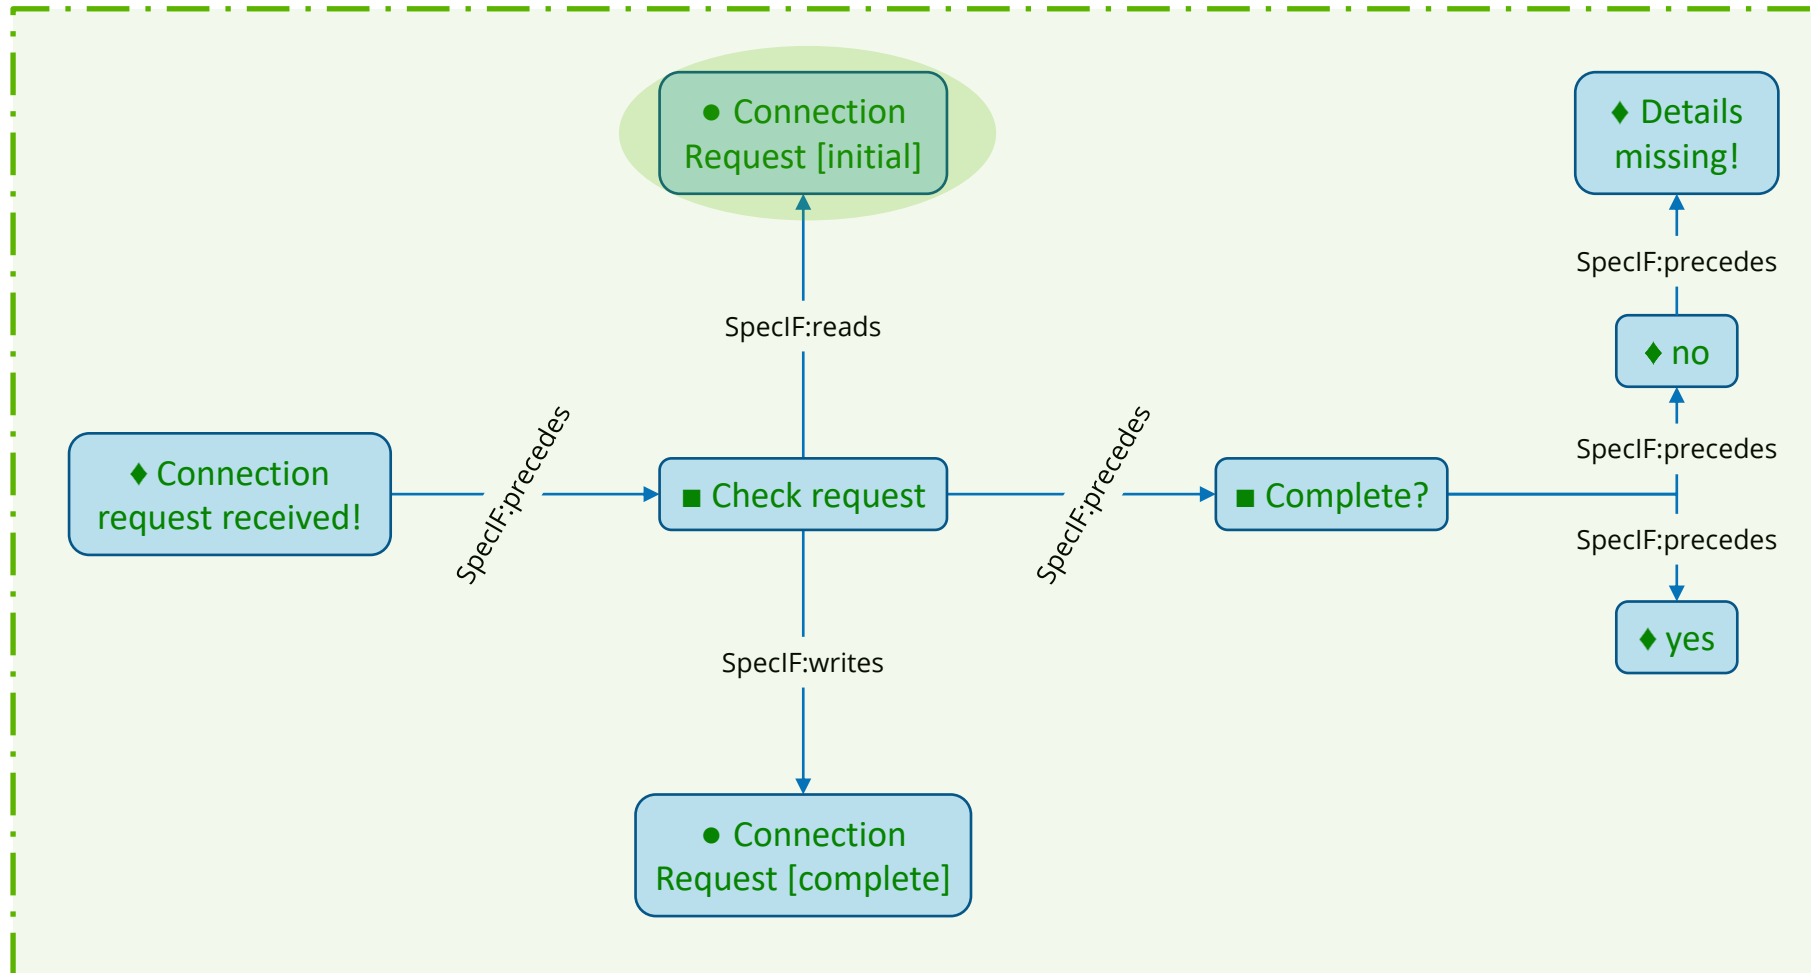 ● Connection
Request [initial]
♦ Details
missing!
SpecIF:precedes
SpecIF:reads
♦ no
SpecIF:precedes
♦ Connection
request received!
SpecIF:precedes
■ Check request
SpecIF:precedes
■ Complete?
SpecIF:precedes
♦ yes
SpecIF:writes
● Connection
Request [complete]